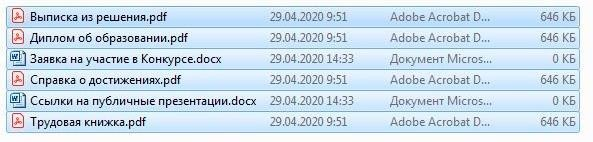 Выписка из решения.pdf 29.04.2020 9:51 Adobe Acrobat D... 646 КБ
Диплом об образовании.pdf 29.04.2020 9:51 Adobe Acrobat D... 646 КБ
Заявка на участие в Конкурсе.docx 29.04.2020 14:33 Документ Micros... 0 КБ
Справка о достижениях.pdf 29.04.2020 9:51 Adobe Acrobat D... 646 КБ
Ссылки на публичные презентации.docx 29.04.2020 14:33 Документ Micros... 0 КБ
Трудовая книжка.pdf 29.04.2020 9:51 Adobe Acrobat D... 646 КБ